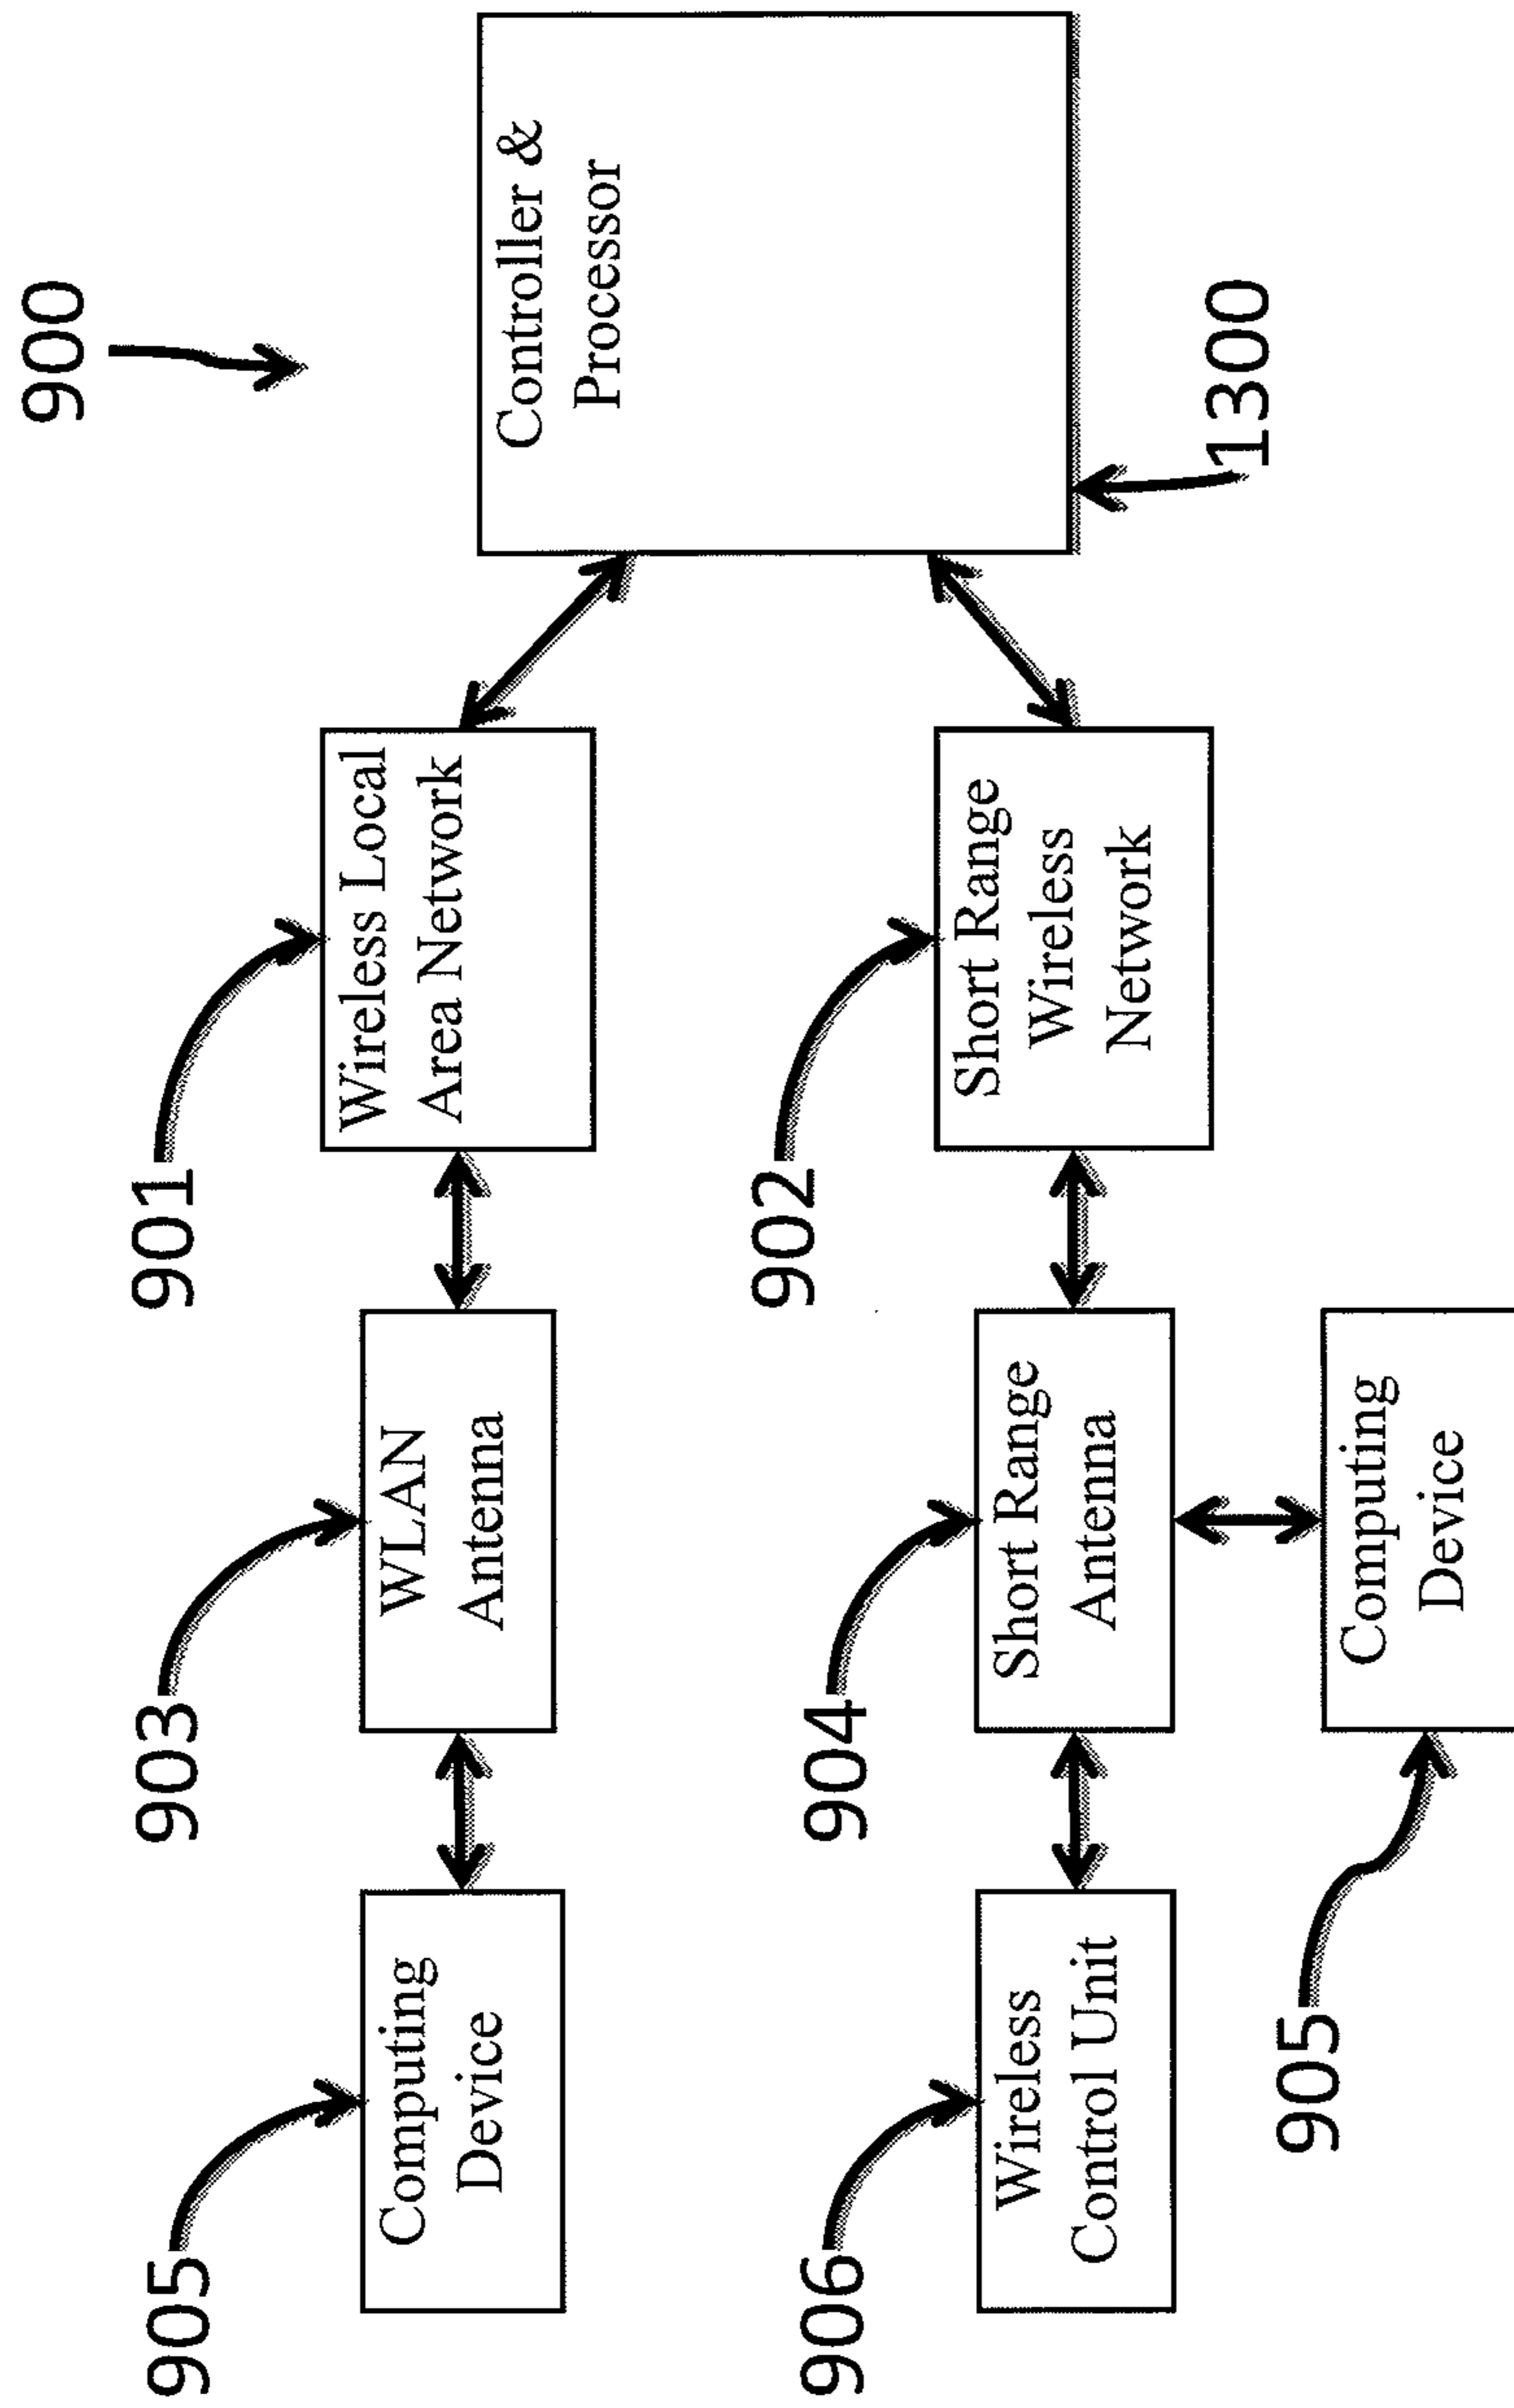 900
Controller &
Processor
1300
901
Wireless Local
Area Network
902
Short Range
Wireless
Network
903
WLAN
Antenna
904
Short Range
Antenna
905
Computing
Device
906
Wireless
Control Unit
905
Computing
Device